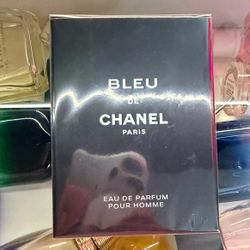 BLEU
DE
CHANEL
PARIS
EAU DE PARFUM
POUR HOMME